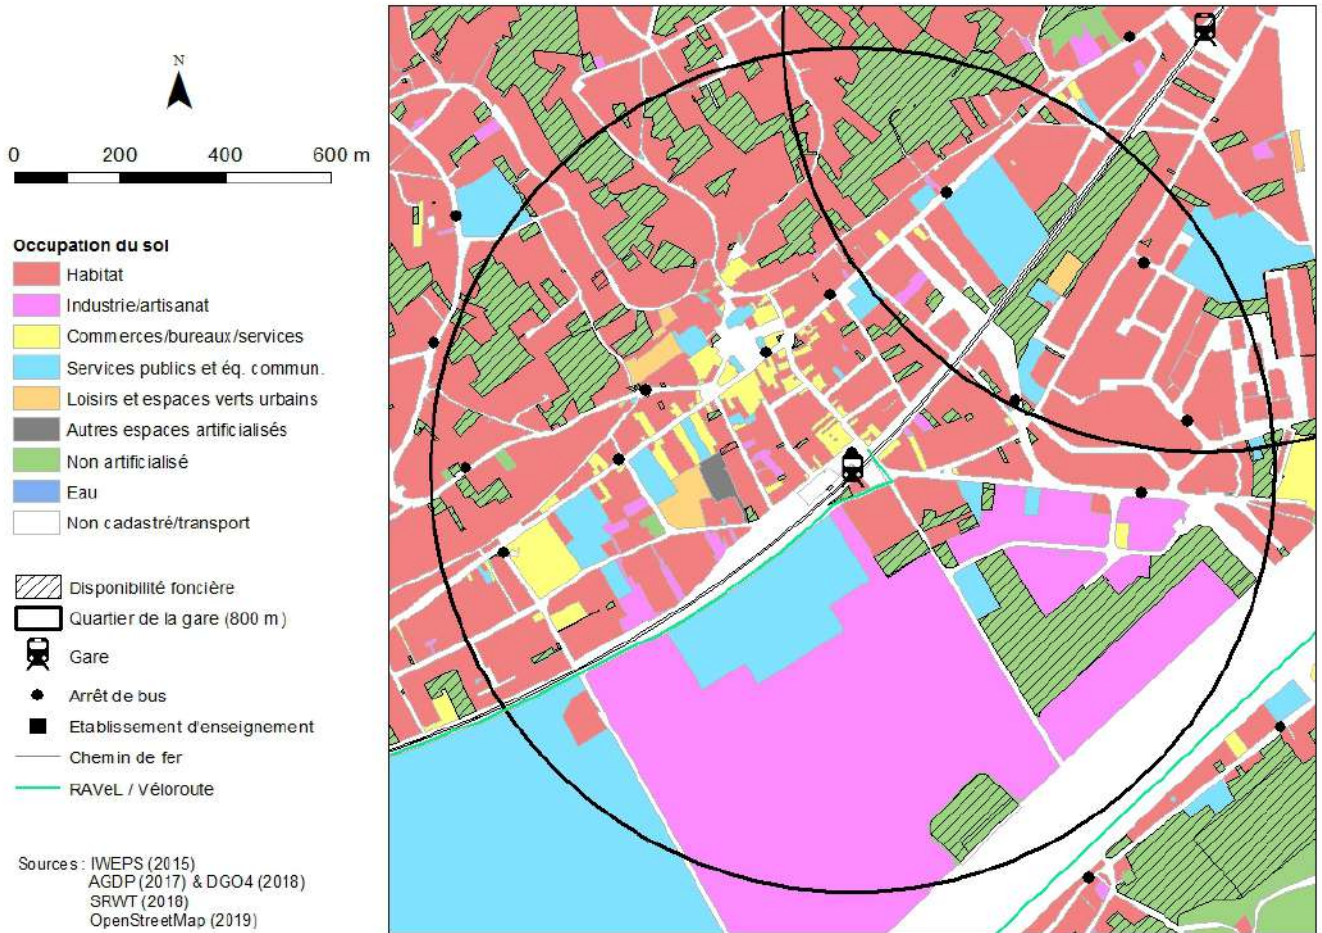 N
0 200 400 600 m
Occupation du sol
Habitat
Industrie/artisanat
Commerces/bureaux/services
Services publics et éq. commun.
Loisirs et espaces verts urbains
Autres espaces artificialisés
Non artificialisé
Eau
Non cadastré/transport
Disponibilité foncière
Quartier de la gare (800 m)
Gare
Arrêt de bus
Etablissement d'enseignement
Chemin de fer
RAVeL / Véloroute
Sources : IWEPS (2015)
AGDP (2017) & DGO4 (2018)
SRWT (2018)
OpenStreetMap (2019)